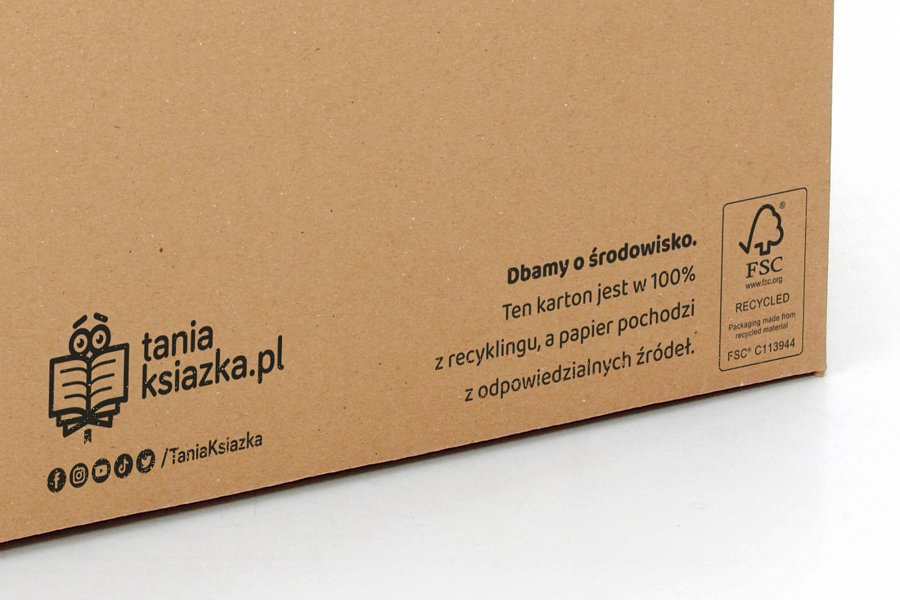 tania
ksiazka.pl
/TaniaKsiazka
Dbamy o środowisko.
Ten karton jest w 100%
z recyklingu, a papier pochodzi
z odpowiedzialnych źródeł.
®
FSC
www.fsc.org
RECYCLED
Packaging made from
recycled material
FSC® C113944